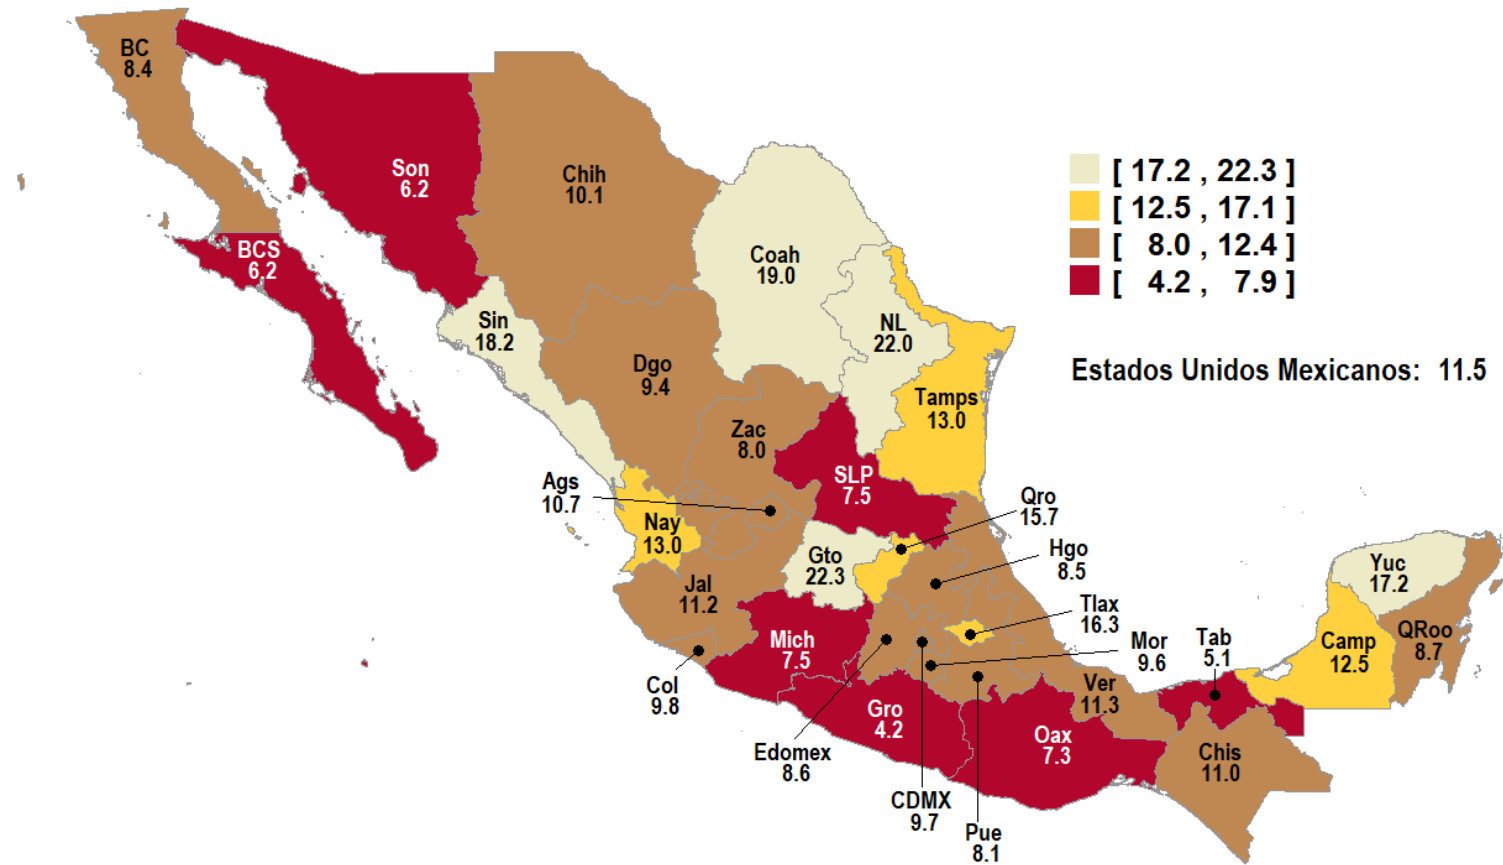 BC
8.4
Son
6.2
Chih
10.1
BCS
6.2
Coah
19.0
Sin
18.2
NL
22.0
Dgo
9.4
Tamps
13.0
Zac
8.0
SLP
7.5
Ags
10.7
Nay
13.0
Gto
22.3
Qro
15.7
Hgo
8.5
Jal
11.2
Tlax
16.3
Mich
7.5
Mor
9.6
Tab
5.1
Yuc
17.2
Camp
12.5
QRoo
8.7
Col
9.8
Gro
4.2
Ver
11.3
Oax
7.3
Chis
11.0
Edomex
8.6
CDMX
9.7
Pue
8.1
[ 17.2 , 22.3 ]
[ 12.5 , 17.1 ]
[ 8.0 , 12.4 ]
[ 4.2 , 7.9 ]
Estados Unidos Mexicanos: 11.5